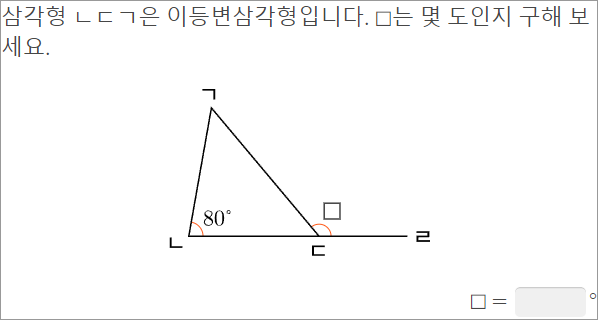 삼각형 ㄴㄷㄱ은 이등변삼각형입니다. □는 몇 도인지 구해 보
세요.
ㄱ
80°
□
ㄴ
ㄷ
ㄹ
□ = °